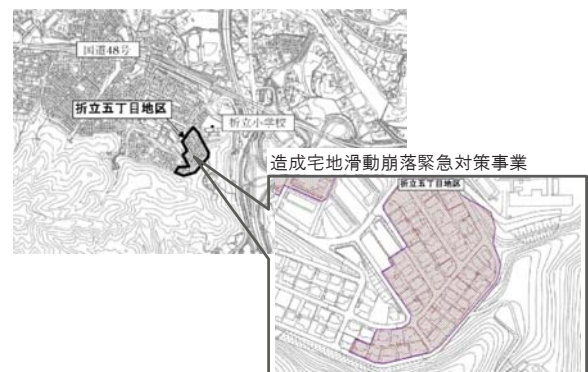 国道48号
折立五丁目地区
折立小学校
造成宅地滑動崩落緊急対策事業
折立五丁目地区